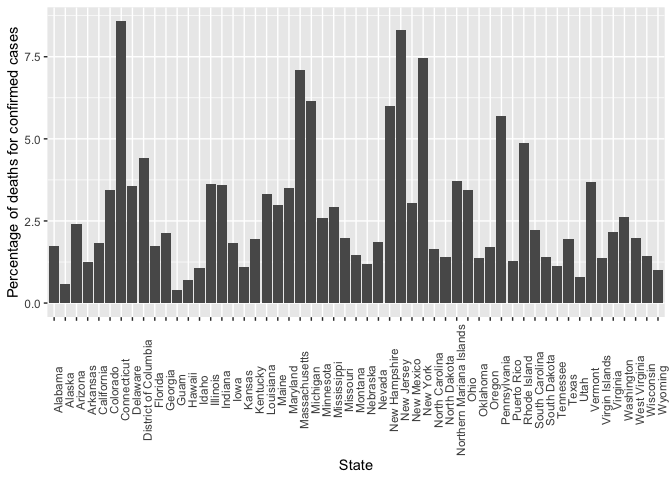 Percentage of deaths for confirmed cases
7.5
5.0
2.5
0.0
Alabama
Alaska
Arizona
Arkansas
California
Colorado
Connecticut
Delaware
District of Columbia
Florida
Georgia
Guam
Hawaii
Idaho
Illinois
Indiana
Iowa
Kansas
Kentucky
Louisiana
Maine
Maryland
Massachusetts
Michigan
Minnesota
Mississippi
Missouri
Montana
Nebraska
Nevada
New Hampshire
New Jersey
New Mexico
New York
North Carolina
North Dakota
Northern Mariana Islands
Ohio
Oklahoma
Oregon
Pennsylvania
Puerto Rico
Rhode Island
South Carolina
South Dakota
Tennessee
Texas
Utah
Vermont
Virgin Islands
Virginia
Washington
West Virginia
Wisconsin
Wyoming
State